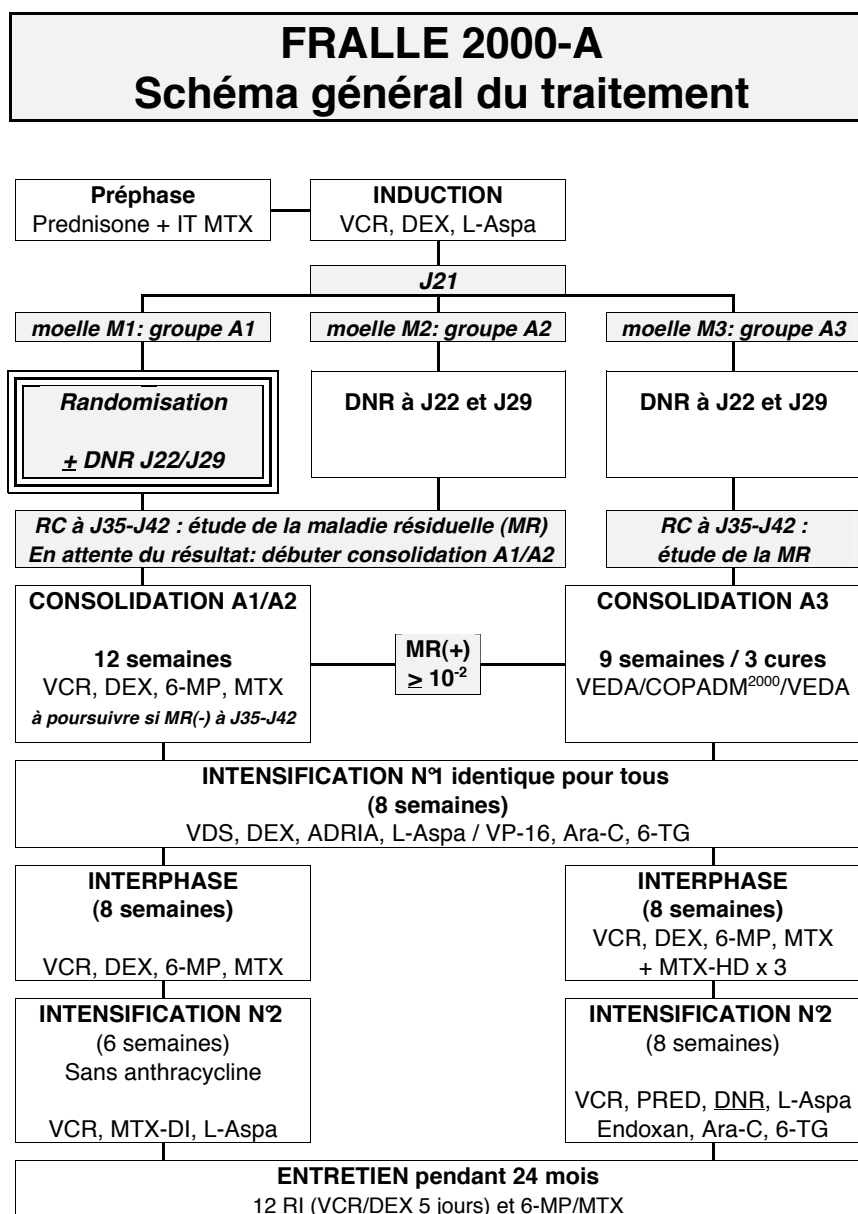 FRALLE 2000-A
Schéma général du traitement
Préphase
Prednisone + IT MTX
INDUCTION
VCR, DEX, L-Aspa
J21
moelle M1: groupe A1
moelle M2: groupe A2
moelle M3: groupe A3
Randomisation
± DNR J22/J29
DNR à J22 et J29
DNR à J22 et J29
RC à J35-J42 : étude de la maladie résiduelle (MR)
En attente du résultat: débuter consolidation A1/A2
RC à J35-J42 :
étude de la MR
CONSOLIDATION A1/A2
12 semaines
VCR, DEX, 6-MP, MTX
à poursuivre si MR(-) à J35-J42
MR(+)
≥ 10⁻²
CONSOLIDATION A3
9 semaines / 3 cures
VEDA/COPADM²⁰⁰⁰/VEDA
INTENSIFICATION N°1 identique pour tous
(8 semaines)
VDS, DEX, ADRIA, L-Aspa / VP-16, Ara-C, 6-TG
INTERPHASE
(8 semaines)
VCR, DEX, 6-MP, MTX
INTERPHASE
(8 semaines)
VCR, DEX, 6-MP, MTX
+ MTX-HD x 3
INTENSIFICATION N°2
(6 semaines)
Sans anthracycline
VCR, MTX-DI, L-Aspa
INTENSIFICATION N°2
(8 semaines)
VCR, PRED, DNR, L-Aspa
Endoxan, Ara-C, 6-TG
ENTRETIEN pendant 24 mois
12 RI (VCR/DEX 5 jours) et 6-MP/MTX